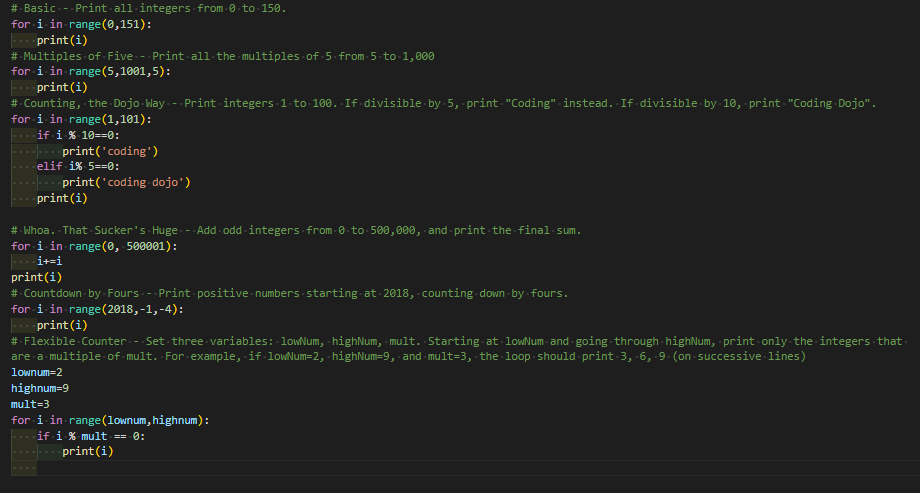 # Basic - Print all integers from 0 to 150.
for i in range(0,151):
    print(i)
# Multiples of Five - Print all the multiples of 5 from 5 to 1,000
for i in range(5,1001,5):
    print(i)
# Counting, the Dojo Way - Print integers 1 to 100. If divisible by 5, print "Coding" instead. If divisible by 10, print "Coding Dojo".
for i in range(1,101):
    if i % 10==0:
        print('coding')
    elif i% 5==0:
        print('coding dojo')
    print(i)

# Whoa. That Sucker's Huge - Add odd integers from 0 to 500,000, and print the final sum.
for i in range(0, 500001):
    i+=i
print(i)
# Countdown by Fours - Print positive numbers starting at 2018, counting down by fours.
for i in range(2018,-1,-4):
    print(i)
# Flexible Counter - Set three variables: lowNum, highNum, mult. Starting at lowNum and going through highNum, print only the integers that
are a multiple of mult. For example, if lowNum=2, highNum=9, and mult=3, the loop should print 3, 6, 9 (on successive lines)
lownum=2
highnum=9
mult=3
for i in range(lownum,highnum):
    if i % mult == 0:
        print(i)